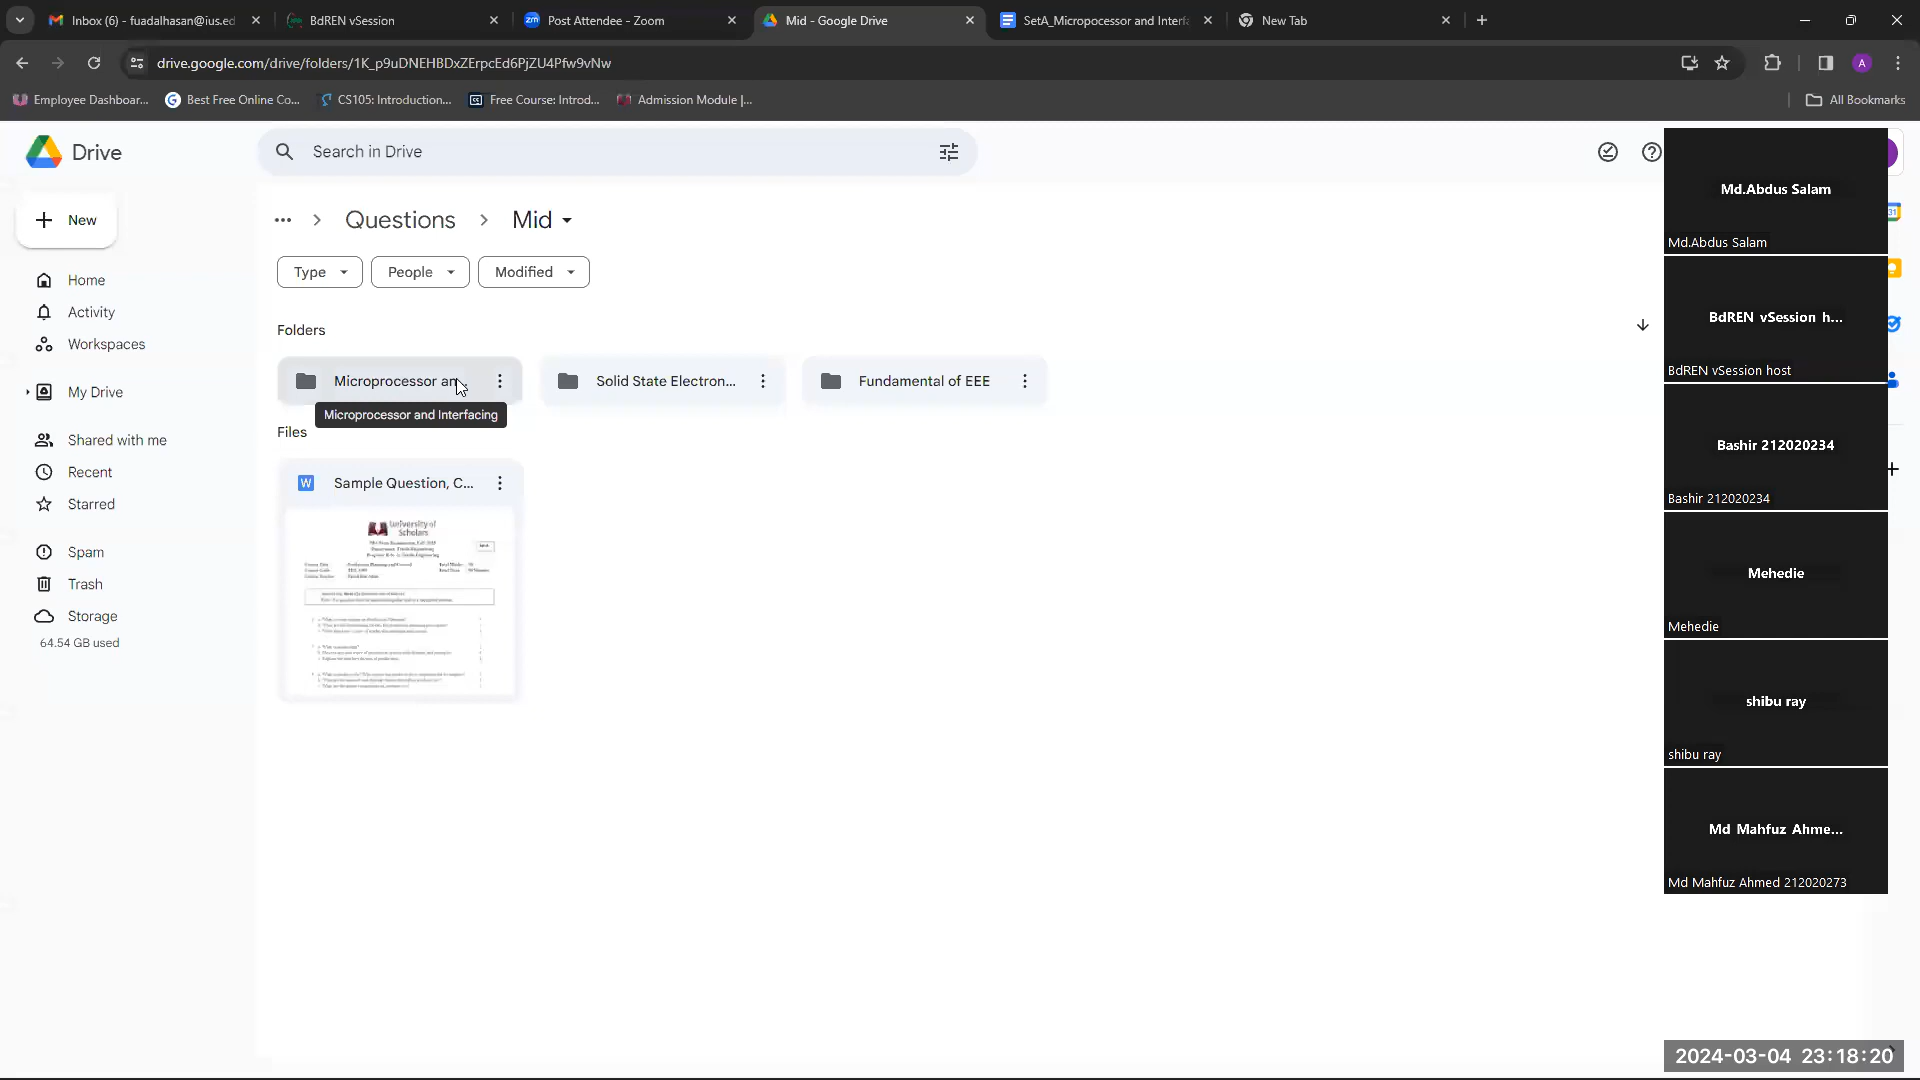 Inbox (6) - fuadalhasan@ius.ed
BdREN vSession
Post Attendee - Zoom
Mid - Google Drive
SetA_Micropocessor and Interf
New Tab
drive.google.com/drive/folders/1K_p9uDNEHBDxZErpcEd6PjZU4Pfw9vNw
A
Employee Dashboar...
Best Free Online Co...
CS105: Introduction...
Free Course: Introd...
Admission Module |...
All Bookmarks
Drive
Search in Drive
New
Home
Activity
Workspaces
My Drive
Shared with me
Recent
Starred
Spam
Trash
Storage
64.54 GB used
... > Questions > Mid
Type
People
Modified
Folders
Microprocessor an...
Solid State Electron...
Fundamental of EEE
Microprocessor and Interfacing
Files
W Sample Question, C...
University of
Scholars
Md.Abdus Salam
Md.Abdus Salam
BdREN vSession h...
BdREN vSession host
Bashir 212020234
Bashir 212020234
Mehedie
Mehedie
shibu ray
shibu ray
Md Mahfuz Ahme...
Md Mahfuz Ahmed 212020273
2024-03-04 23:18:20